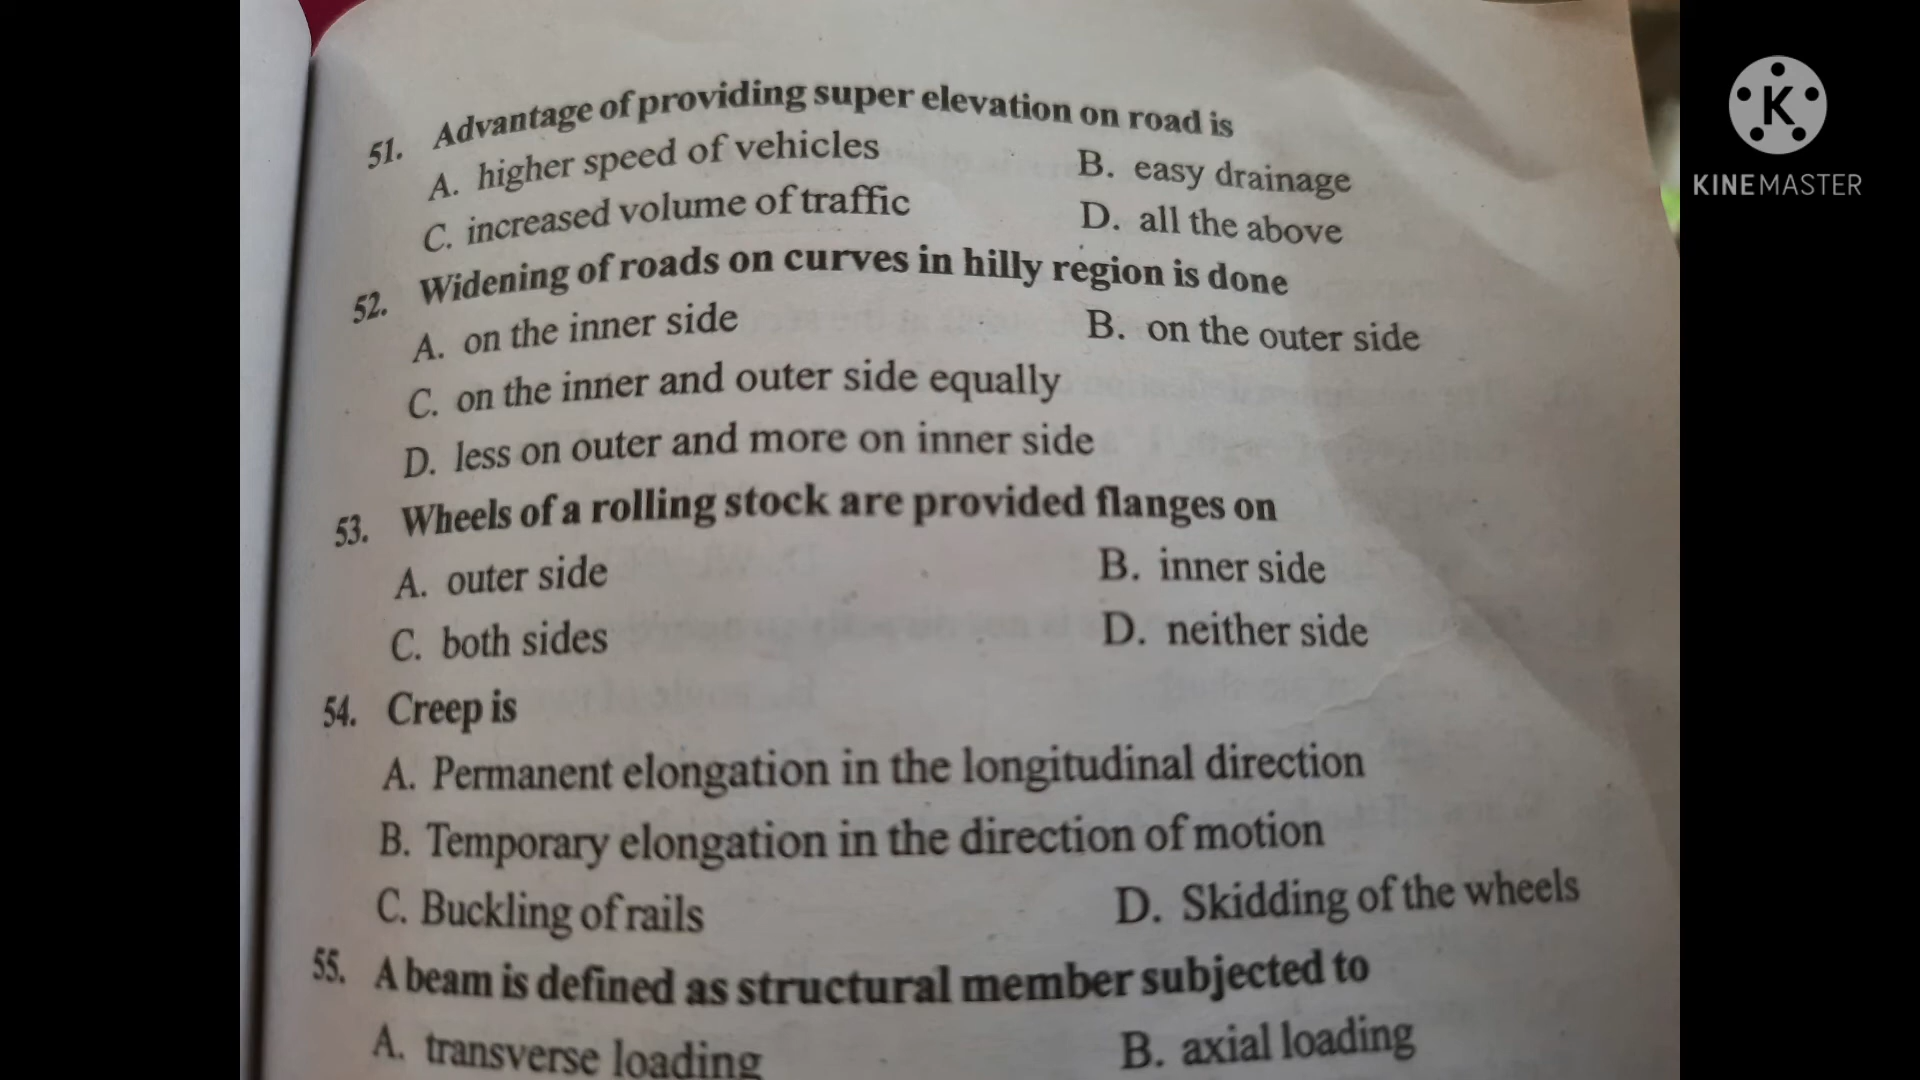 51. Advantage of providing super elevation on road is
A. higher speed of vehicles B. easy drainage
C. increased volume of traffic D. all the above
52. Widening of roads on curves in hilly region is done
A. on the inner side B. on the outer side
C. on the inner and outer side equally
D. less on outer and more on inner side
53. Wheels of a rolling stock are provided flanges on
A. outer side B. inner side
C. both sides D. neither side
54. Creep is
A. Permanent elongation in the longitudinal direction
B. Temporary elongation in the direction of motion
C. Buckling of rails D. Skidding of the wheels
55. A beam is defined as structural member subjected to
A. transverse loading B. axial loading
K
KINEMASTER